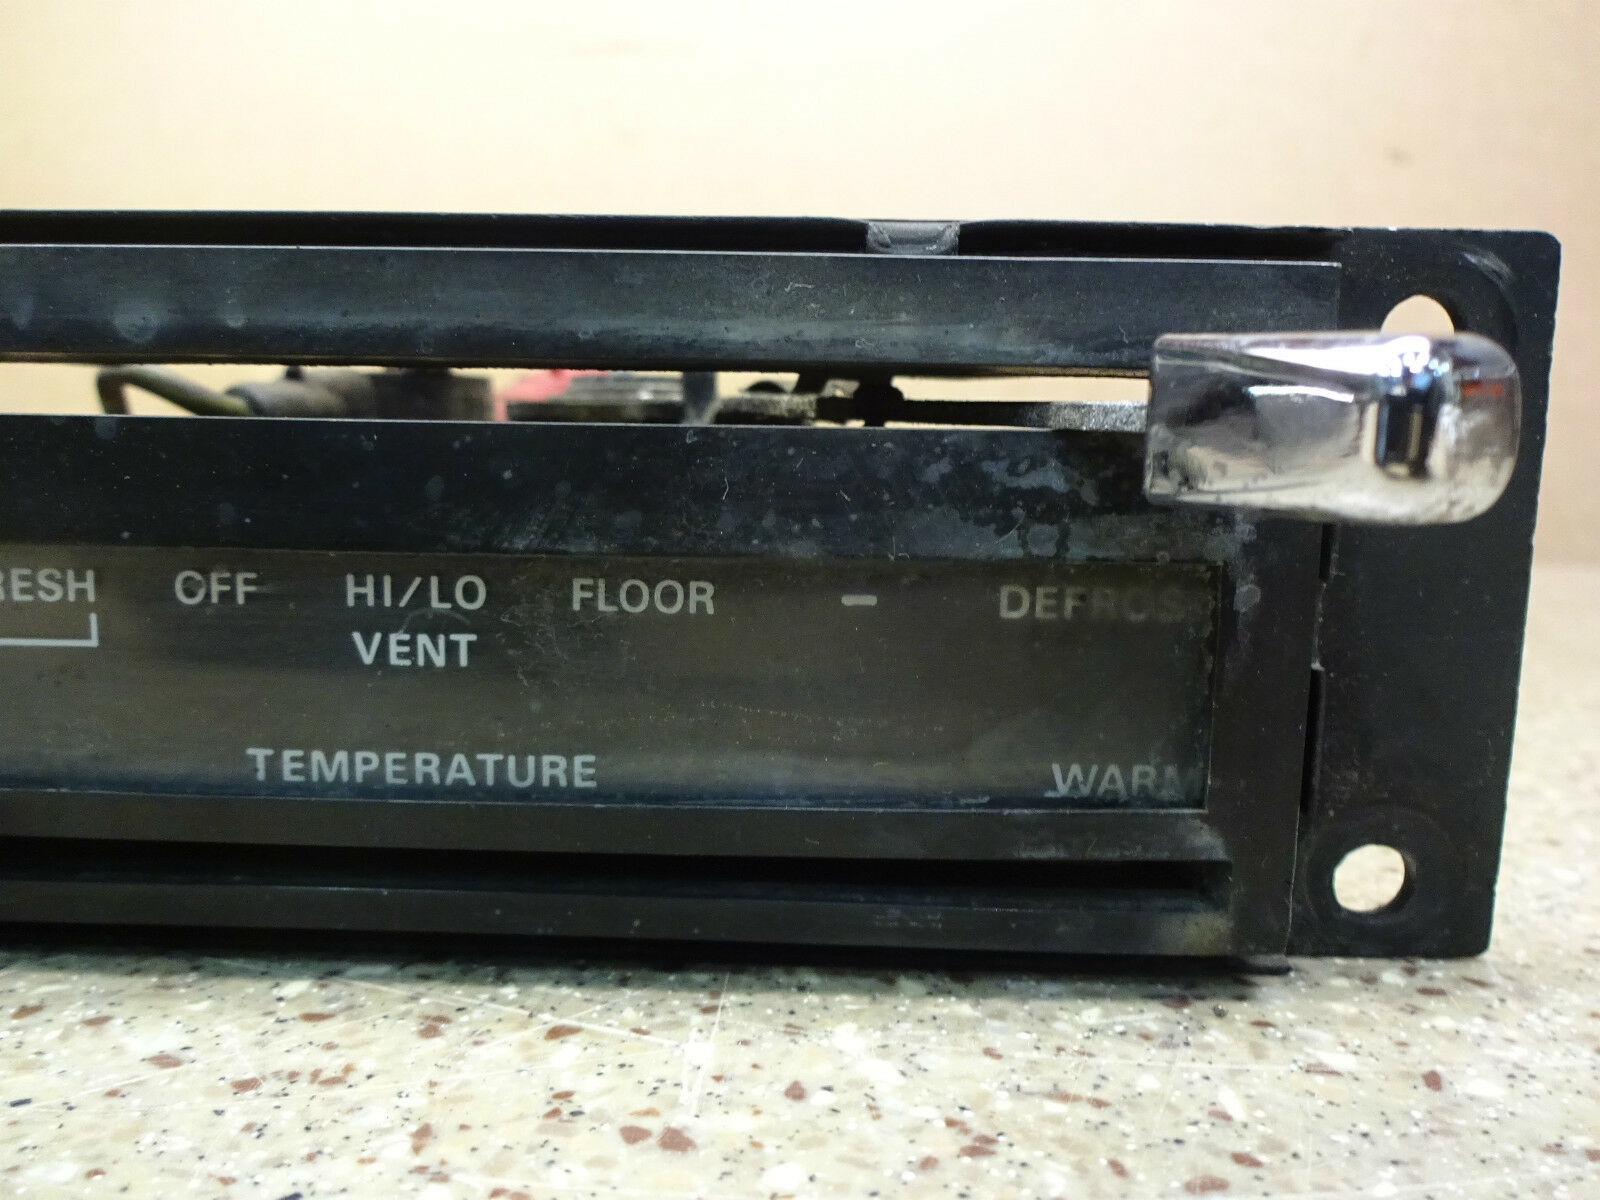 RESH OFF HI/LO FLOOR - DEFROS
VENT
TEMPERATURE WARM